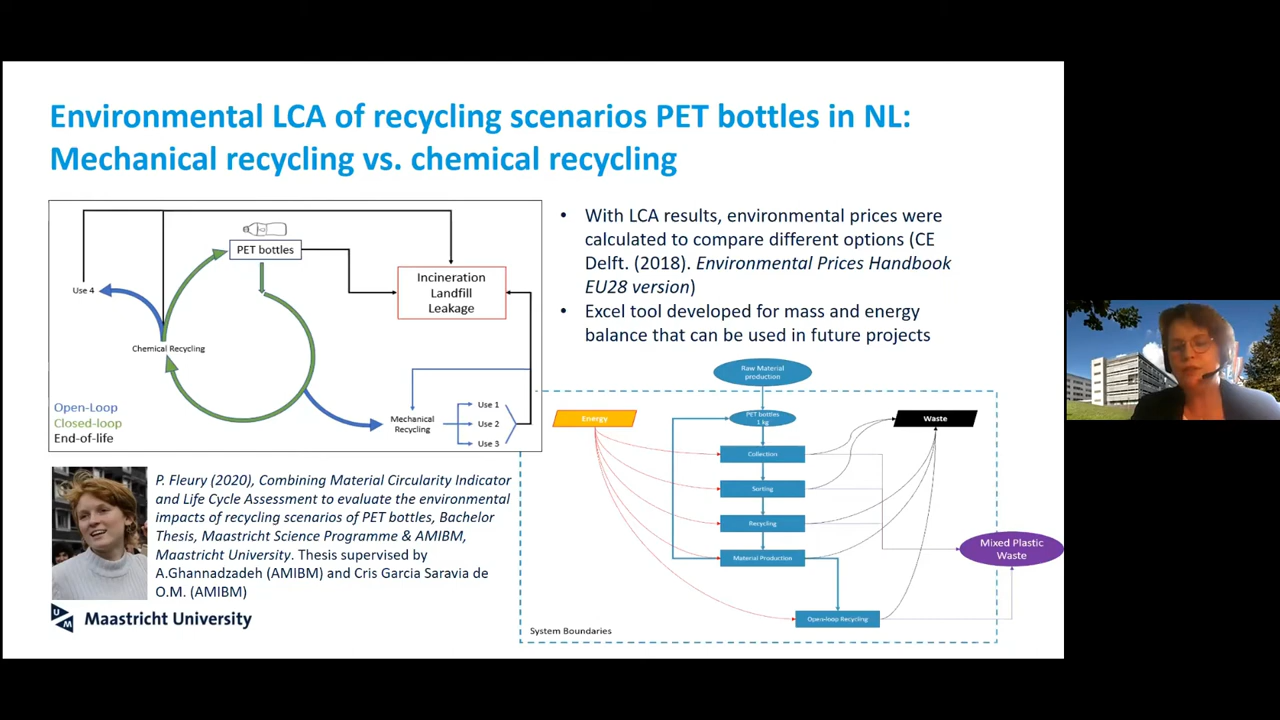 Environmental LCA of recycling scenarios PET bottles in NL:
Mechanical recycling vs. chemical recycling
PET bottles
Incineration
Landfill
Leakage
Use 4
Chemical Recycling
Open-Loop
Closed-loop
End-of-life
Mechanical
Recycling
Use 1
Use 2
Use 3
• With LCA results, environmental prices were
calculated to compare different options (CE
Delft. (2018). Environmental Prices Handbook
EU28 version)
• Excel tool developed for mass and energy
balance that can be used in future projects
Raw Material
production
Energy
PET bottles
1 kg
Waste
Collection
Sorting
Recycling
Material Production
Mixed Plastic
Waste
Open-loop Recycling
System Boundaries
P. Fleury (2020), Combining Material Circularity Indicator
and Life Cycle Assessment to evaluate the environmental
impacts of recycling scenarios of PET bottles, Bachelor
Thesis, Maastricht Science Programme & AMIBM,
Maastricht University. Thesis supervised by
A.Ghannadzadeh (AMIBM) and Cris Garcia Saravia de
O.M. (AMIBM)
UM
Maastricht University